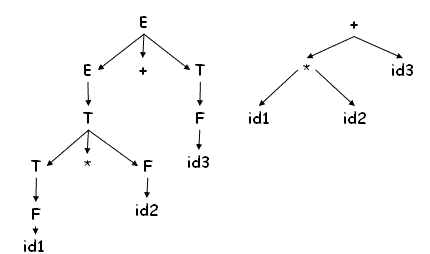 E
+
E + T
* id3
T F
id1 id2
id3
T * F
F id2
id1